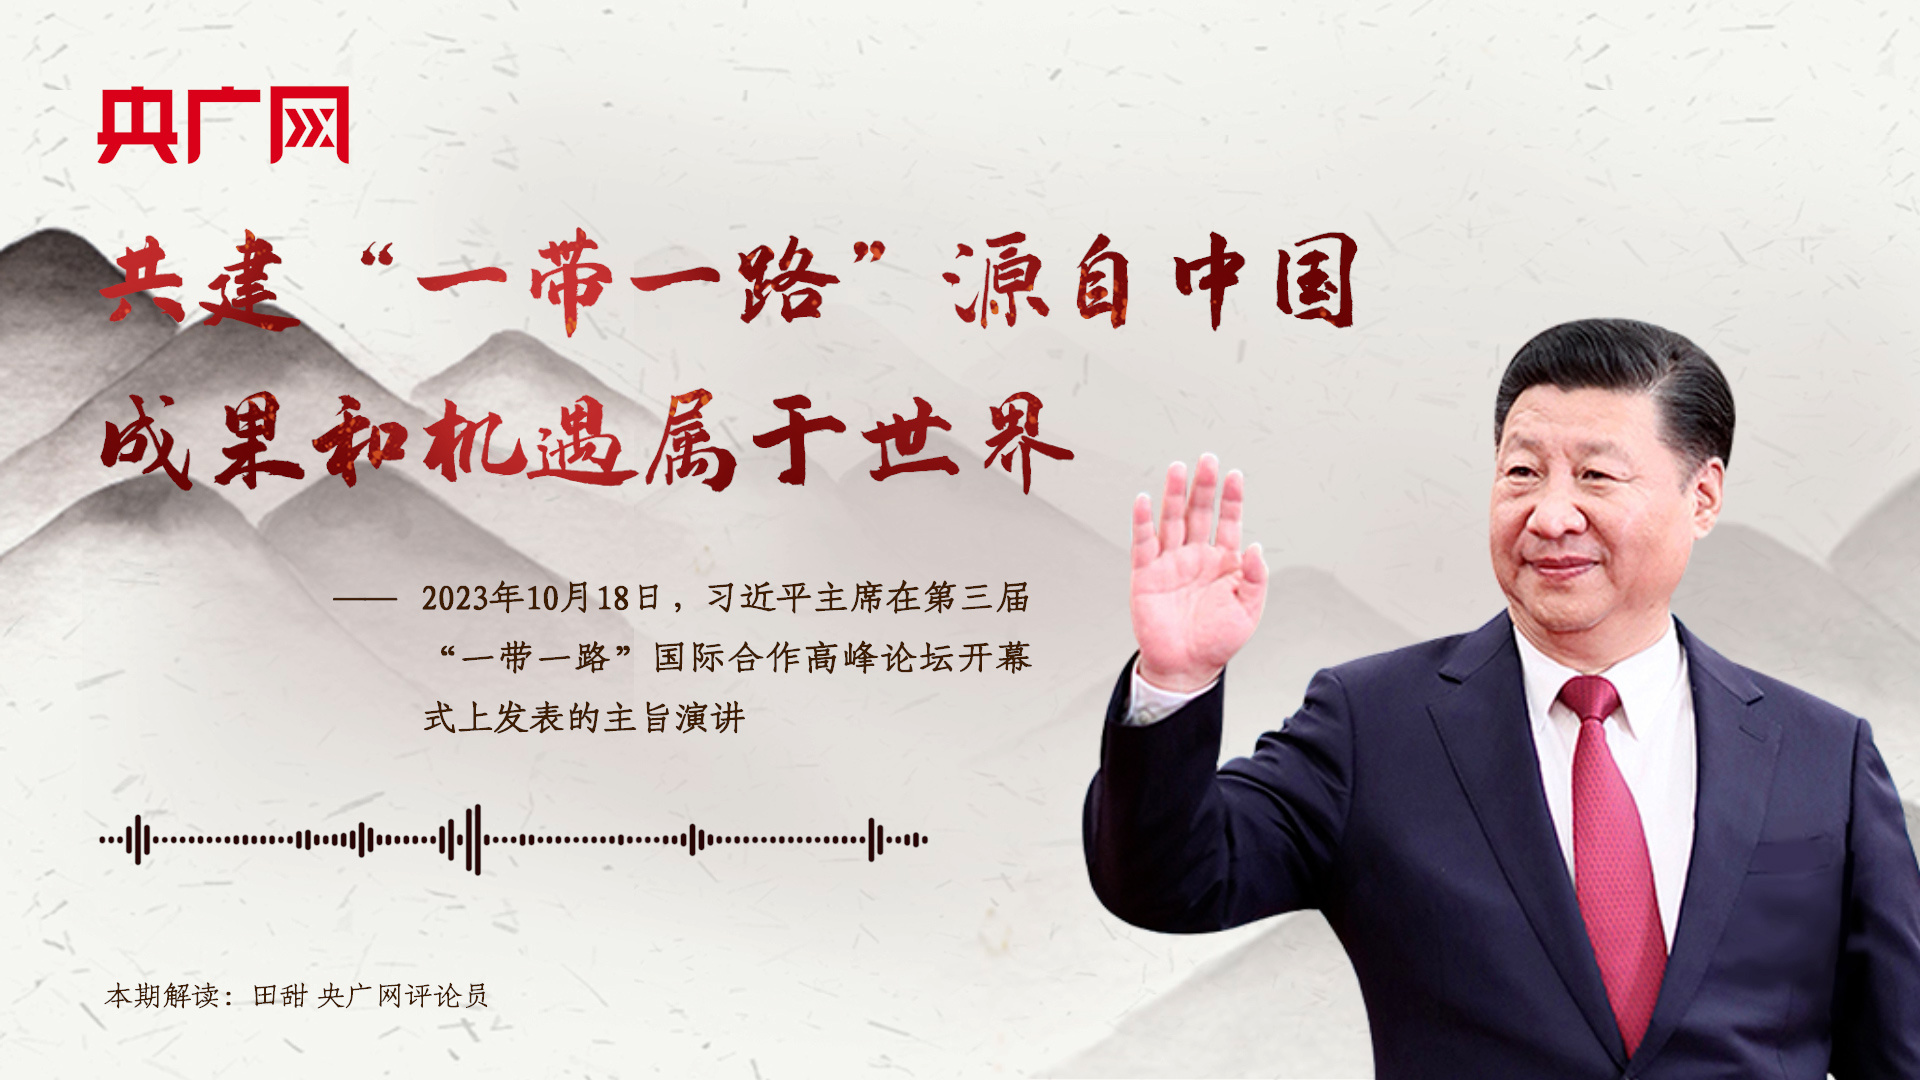 央广网
共建“一带一路”源自中国
成果和机遇属于世界
—— 2023年10月18日，习近平主席在第三届
“一带一路”国际合作高峰论坛开幕
式上发表的主旨演讲
本期解读：田甜 央广网评论员